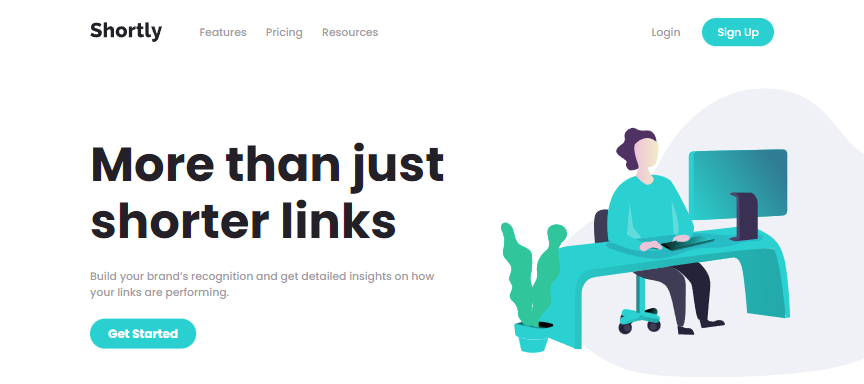 Shortly
Features
Pricing
Resources
Login
Sign Up
More than just
shorter links
Build your brand's recognition and get detailed insights on how
your links are performing.
Get Started